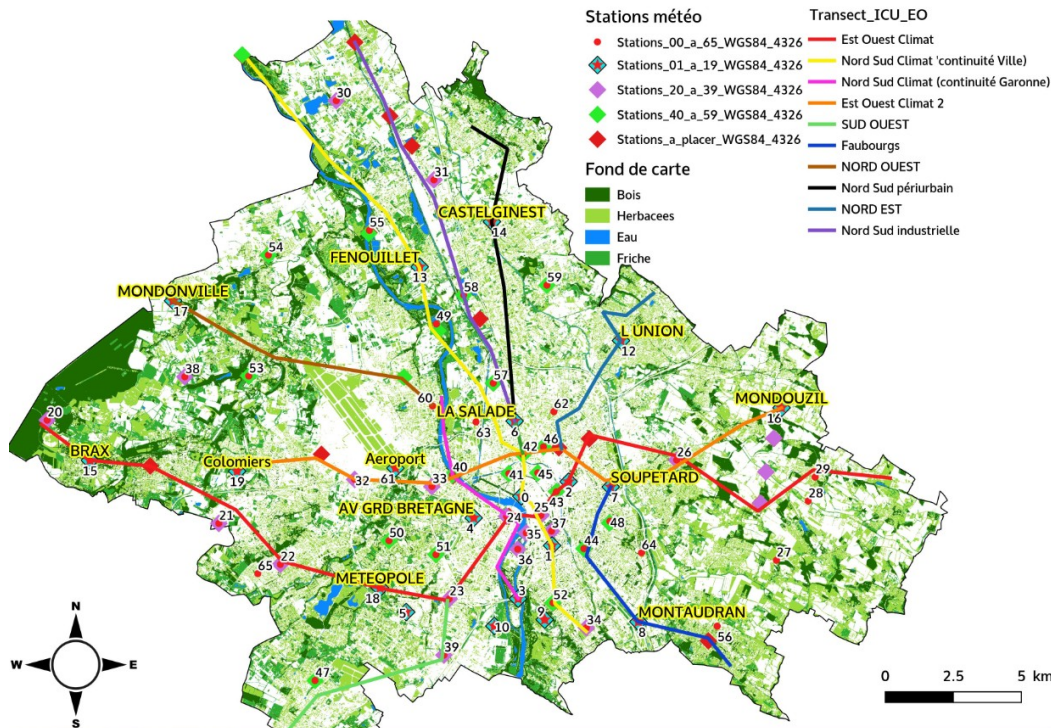 Stations météo
Stations_00_a_65_WGS84_4326
Stations_01_a_19_WGS84_4326
Stations_20_a_39_WGS84_4326
Stations_40_a_59_WGS84_4326
Stations_a_placer_WGS84_4326
Fond de carte
Bois
Herbacees
Eau
Friche
Transect_ICU_EO
Est Ouest Climat
Nord Sud Climat 'continuité Ville)
Nord Sud Climat (continuité Garonne)
Est Ouest Climat 2
SUD OUEST
Faubourgs
NORD OUEST
Nord Sud périurbain
NORD EST
Nord Sud industrielle
30
31
CASTELGINEST
14
55
54
FENOUILLET
13
59
58
MONDONVILLE
17
49
L UNION
12
38
53
57
60
LA SALADE
62
63
6
MONDOUZIL
16
20
BRAX
15
Colomiers
19
Aeroport
61
32
33
40
42
46
41
45
26
SOUPETARD
29
28
43
2
7
0
AV GRD BRETAGNE
4
24
25
21
35
37
48
50
51
36
1
44
64
27
22
65
METEOPOLE
18
23
3
5
52
9
10
34
MONTAUDRAN
8
56
39
47
N
W
E
S
0
2.5
5 km